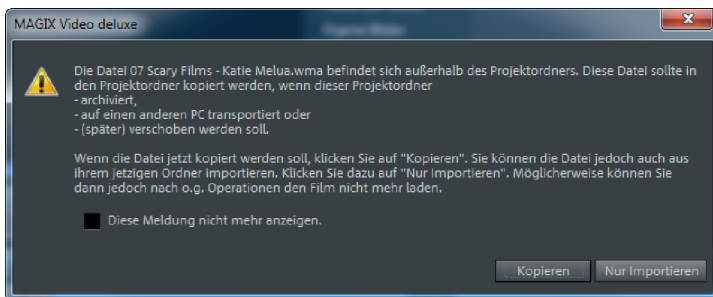 MAGIX Video deluxe
Eigene Bilder
Die Datei 07 Scary Films - Katie Melua.wma befindet sich außerhalb des Projektordners. Diese Datei sollte in
den Projektordner kopiert werden, wenn dieser Projektordner
- archiviert,
- auf einen anderen PC transportiert oder
- (später) verschoben werden soll.
Wenn die Datei jetzt kopiert werden soll, klicken Sie auf "Kopieren". Sie können die Datei jedoch auch aus
ihrem jetzigen Ordner importieren. Klicken Sie dazu auf "Nur Importieren". Möglicherweise können Sie
dann jedoch nach o.g. Operationen den Film nicht mehr laden.
Diese Meldung nicht mehr anzeigen.
Kopieren Nur Importieren